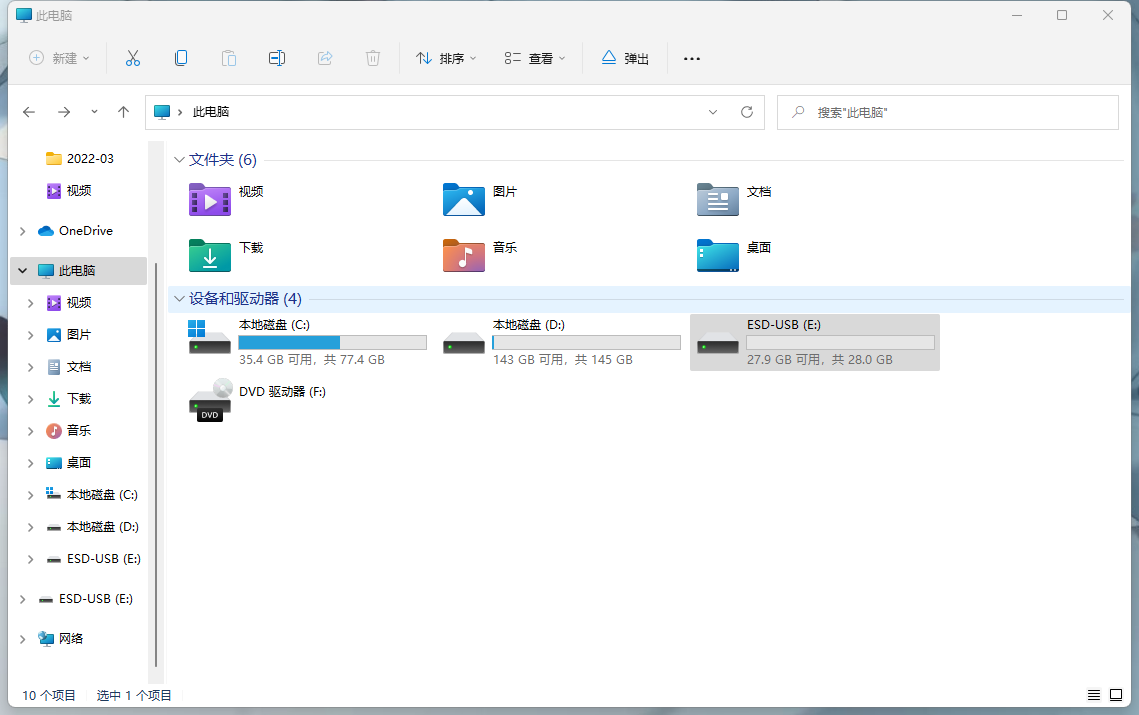 此电脑
新建
排序
查看
弹出
此电脑
搜索"此电脑"
2022-03
视频
OneDrive
此电脑
视频
图片
文档
下载
音乐
桌面
本地磁盘 (C:)
本地磁盘 (D:)
ESD-USB (E:)
ESD-USB (E:)
网络
文件夹 (6)
视频
图片
文档
下载
音乐
桌面
设备和驱动器 (4)
本地磁盘 (C:)
35.4 GB 可用，共 77.4 GB
本地磁盘 (D:)
143 GB 可用，共 145 GB
ESD-USB (E:)
27.9 GB 可用，共 28.0 GB
DVD 驱动器 (F:)
DVD
10 个项目
选中 1 个项目